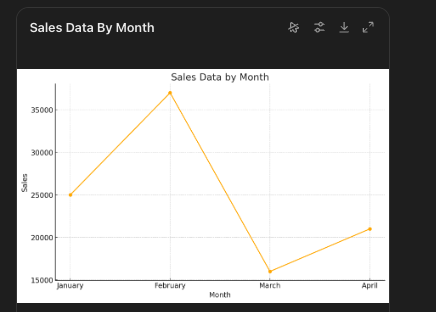 Sales Data By Month
Sales Data by Month
35000
30000
25000
20000
15000
Sales
January February March April
Month